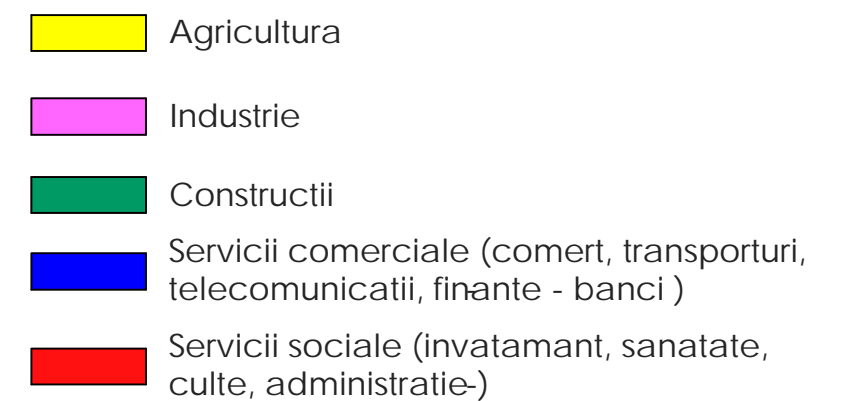 Agricultura
Industrie
Constructii
Servicii comerciale (comert, transporturi,
telecomunicatii, finante - banci )
Servicii sociale (invatamant, sanatate,
culte, administratie-)